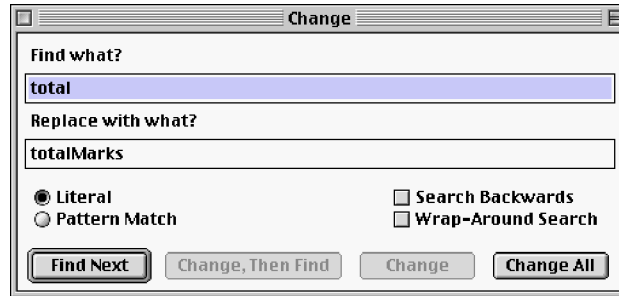 Change
Find what?
total
Replace with what?
totalMarks
Literal
Search Backwards
Pattern Match
Wrap-Around Search
Find Next
Change, Then Find
Change
Change All